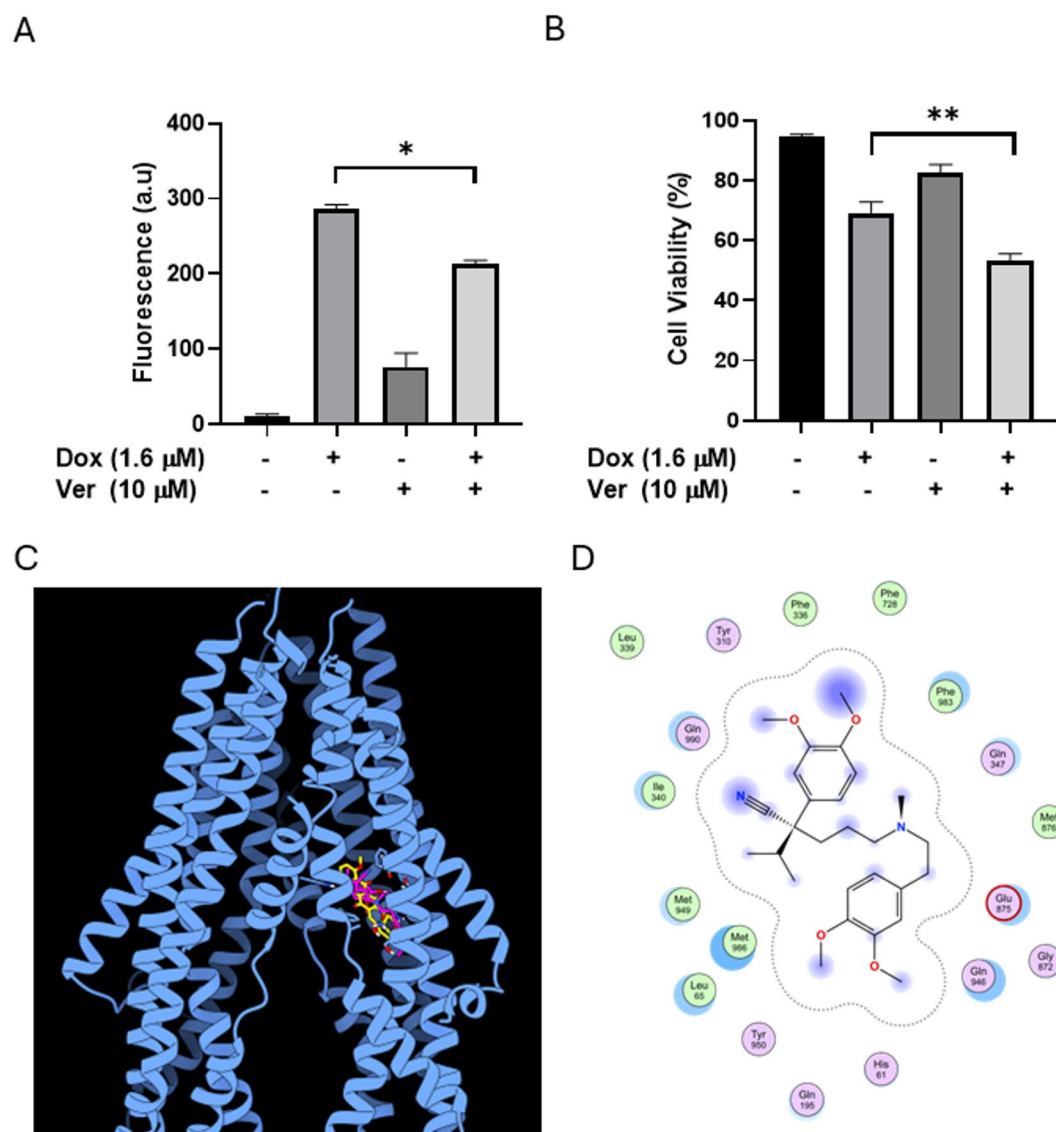 A
B
400
300
200
100
0
Fluorescence (a.u)
*
Dox (1.6 μM) - + - +
Ver (10 μM) - - + +
100
80
60
40
20
0
Cell Viability (%)
**
Dox (1.6 μM) - + - +
Ver (10 μM) - - + +
C
D
Phe
728
Phe
336
Tyr
310
Leu
339
Phe
983
Gln
990
Gln
347
Ile
340
Met
876
O
O
N
N
O
O
Met
949
Met
986
Leu
65
Glu
875
Gly
872
Gln
946
Tyr
950
His
61
Gln
195